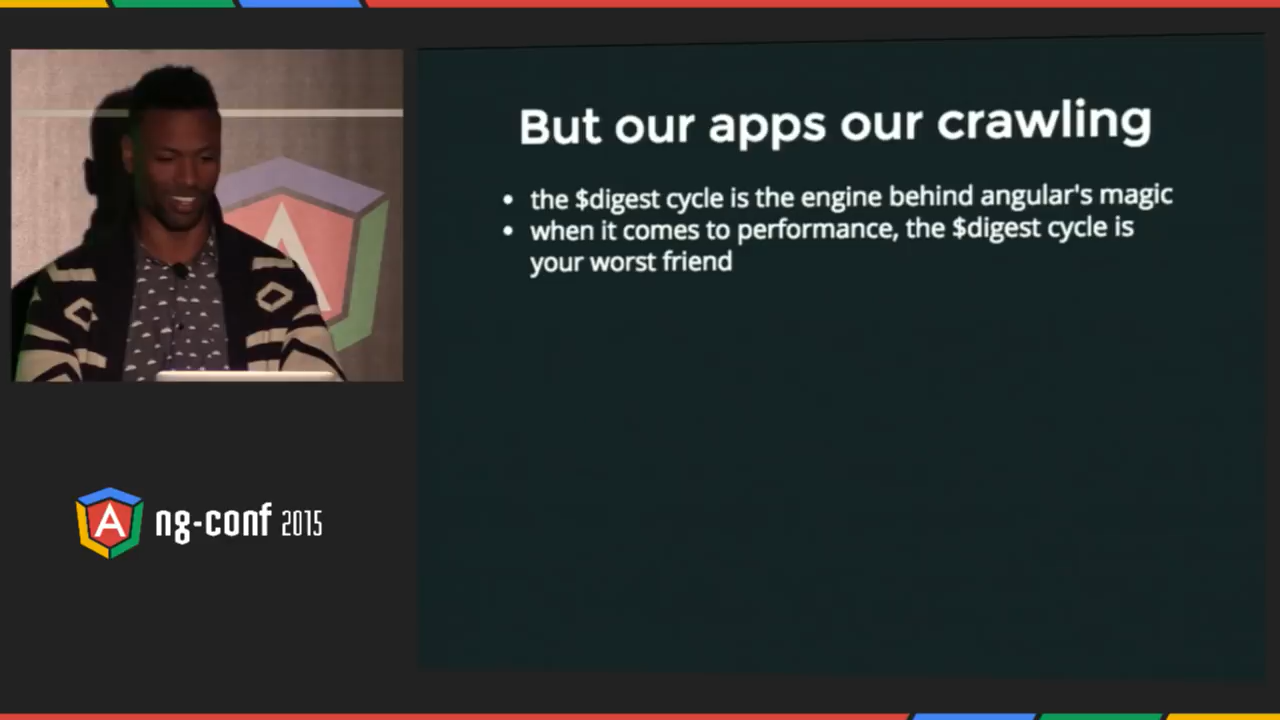 But our apps our crawling
• the $digest cycle is the engine behind angular's magic
• when it comes to performance, the $digest cycle is
your worst friend
A
ng-conf 2015